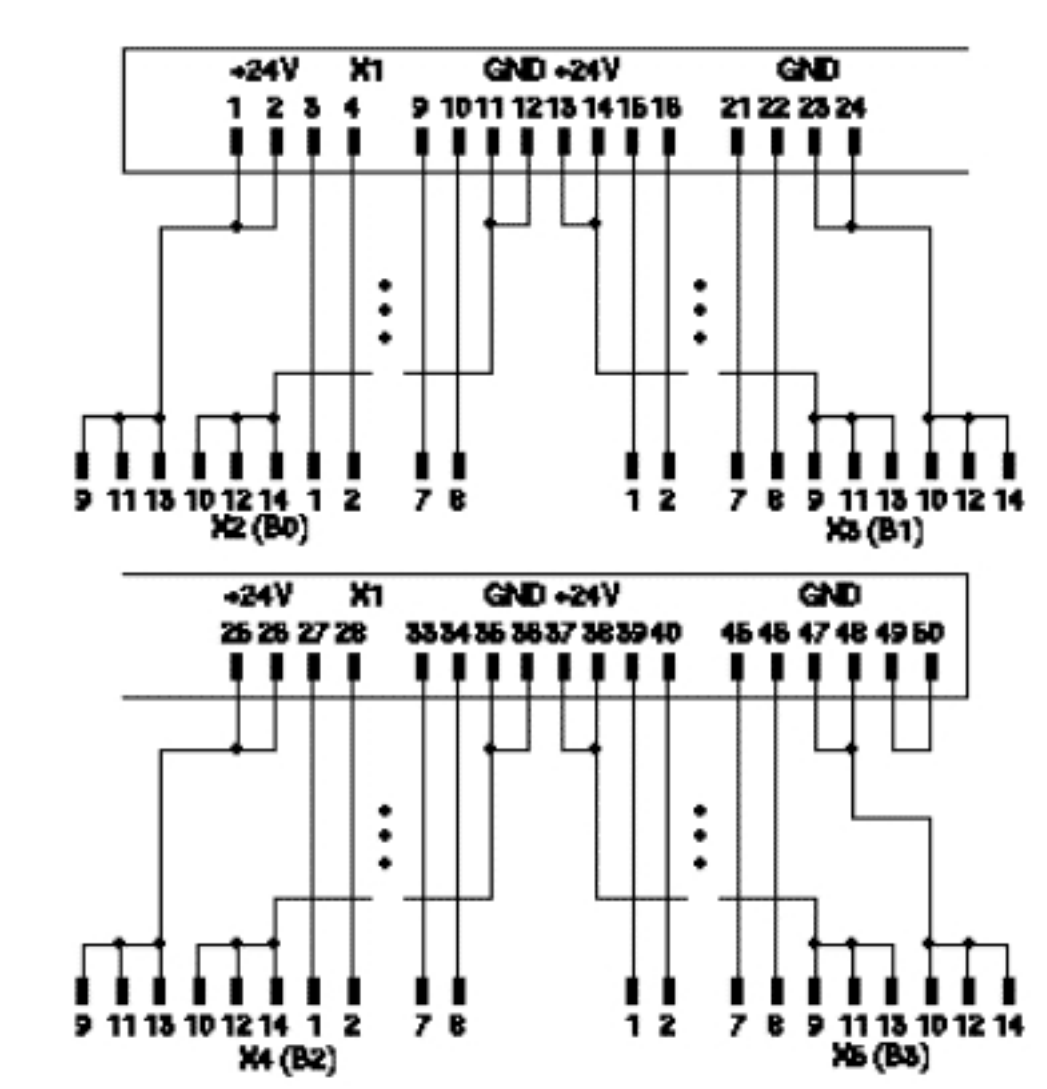 +24V X1 GND +24V GND
1 2 3 4 9 10 11 12 13 14 15 16 21 22 23 24
9 11 13 10 12 14 1 2 7 8 1 2 7 8 9 11 13 10 12 14
X2 (B0) X3 (B1)
+24V X1 GND +24V GND
25 26 27 28 33 34 35 36 37 38 39 40 45 46 47 48 49 50
9 11 13 10 12 14 1 2 7 8 1 2 7 8 9 11 13 10 12 14
X4 (B2) X5 (B3)